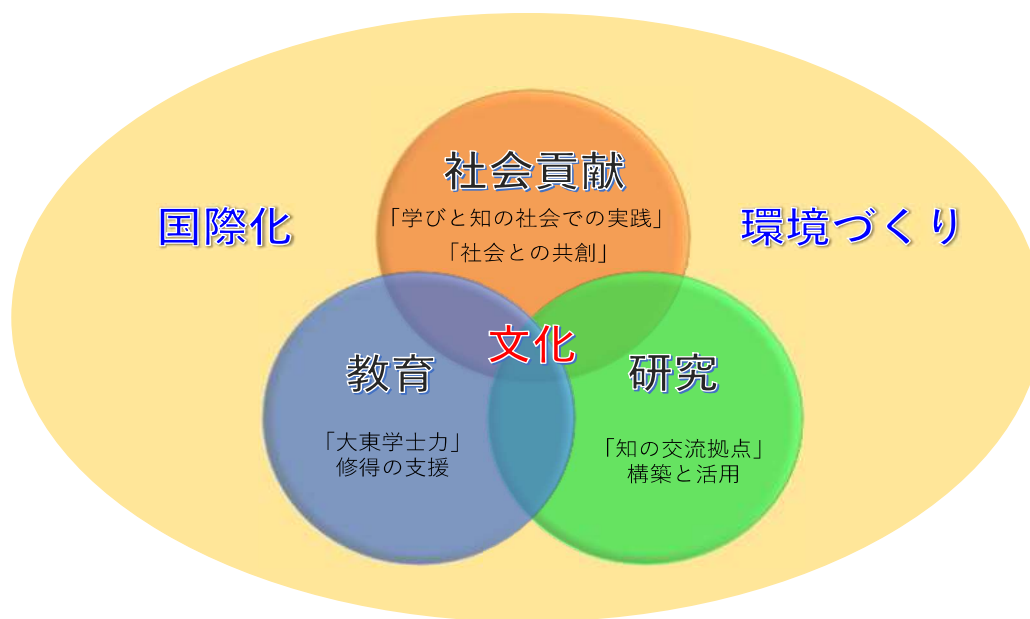 社会貢献
「学びと知の社会での実践」
「社会との共創」
国際化
環境づくり
文化
教育
「大東学士力」
修得の支援
研究
「知の交流拠点」
構築と活用